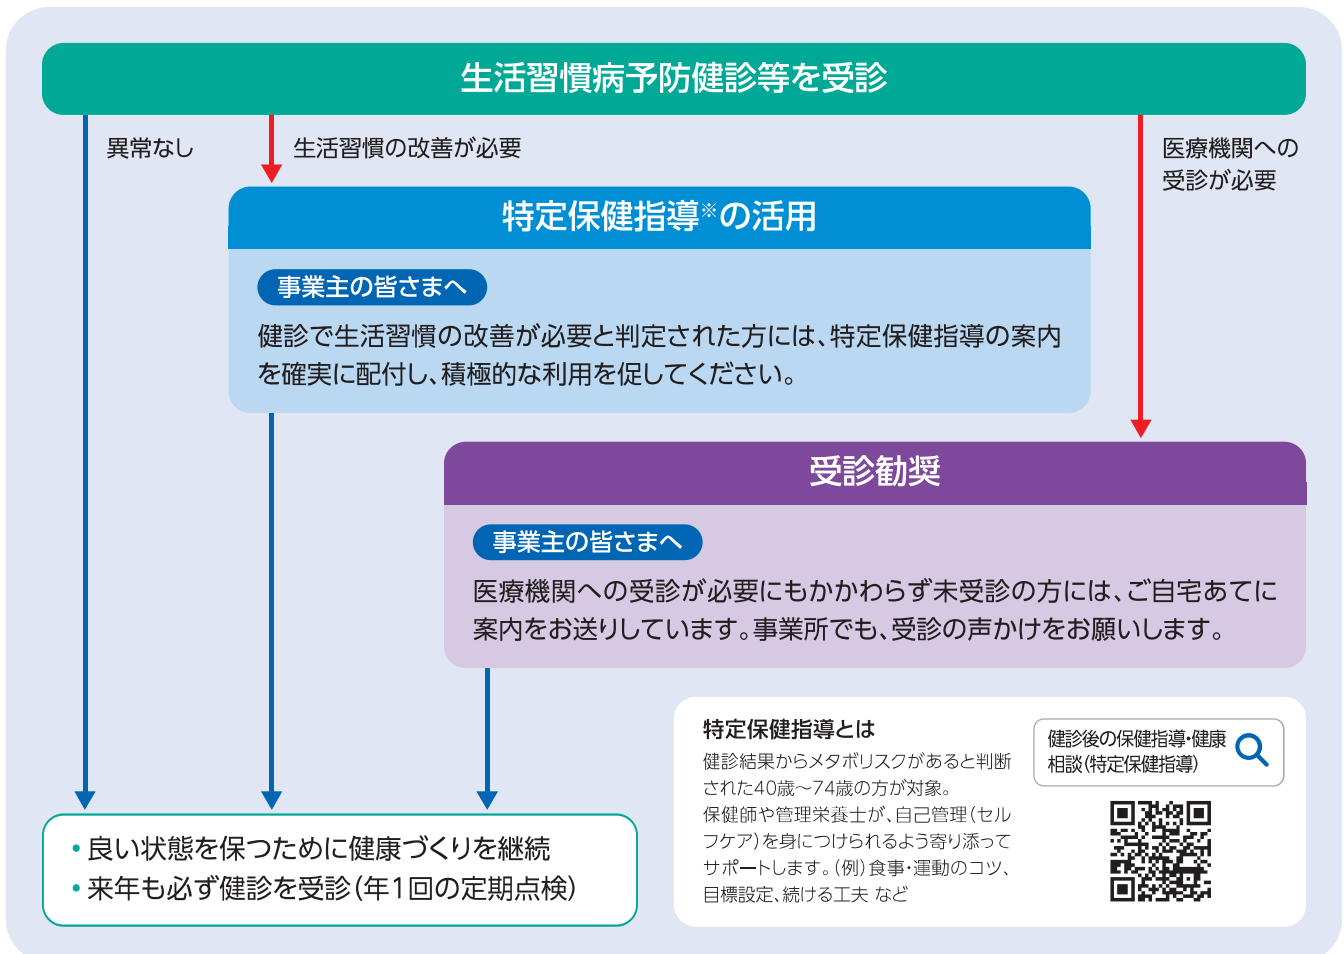 生活習慣病予防健診等を受診
異常なし
生活習慣の改善が必要
医療機関への
受診が必要
特定保健指導※の活用
事業主の皆さまへ
健診で生活習慣の改善が必要と判定された方には、特定保健指導の案内
を確実に配付し、積極的な利用を促してください。
受診勧奨
事業主の皆さまへ
医療機関への受診が必要にもかかわらず未受診の方には、ご自宅あてに
案内をお送りしています。事業所でも、受診の声かけをお願いします。
・良い状態を保つために健康づくりを継続
・来年も必ず健診を受診(年1回の定期点検)
特定保健指導とは
健診結果からメタボリスクがあると判断
された40歳～74歳の方が対象。
保健師や管理栄養士が、自己管理(セル
フケア)を身につけられるよう寄り添って
サポートします。(例)食事・運動のコツ、
目標設定、続ける工夫 など
健診後の保健指導・健康
相談(特定保健指導)